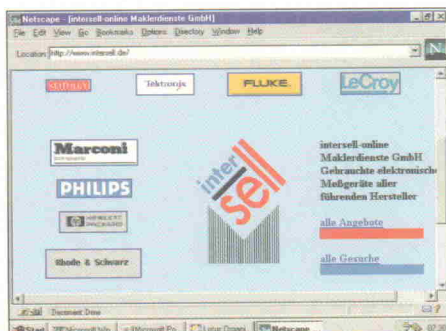 Netscape - [intersell-online Maklerdienste GmbH]
File Edit View Go Bookmarks Options Directory Window Help
Location: http://www.intersell.de/
N
Tektronix
FLUKE.
LeCroy
Marconi
PHILIPS
HEWLETT
PACKARD
Rhode & Schwarz
inter
sell
intersell-online
Maklerdienste GmbH
Gebrauchte elektronische
Meßgeräte aller
führenden Hersteller
alle Angebote
alle Gesuche
Document: Done
Start
Netscape